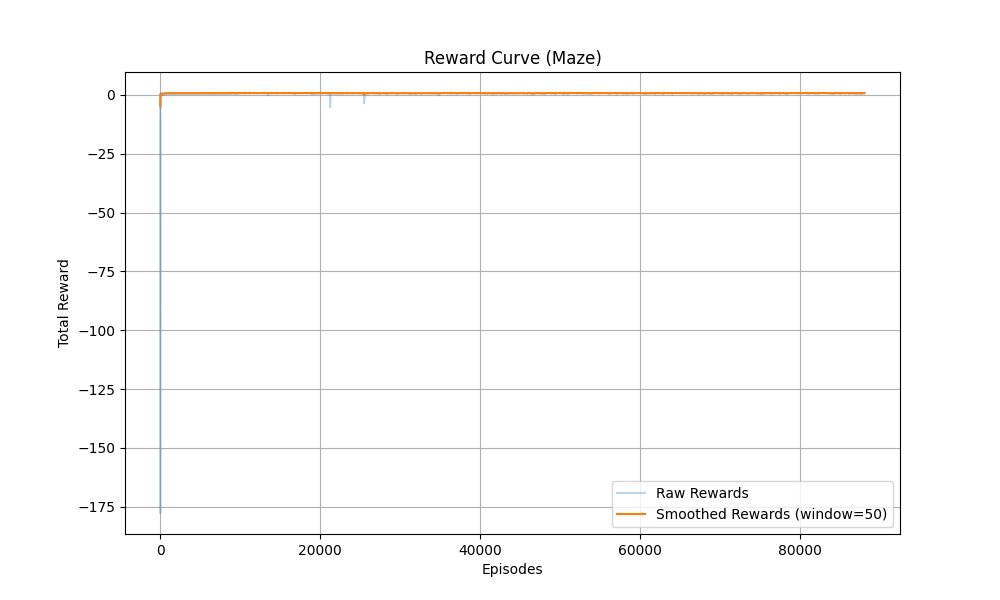 Reward Curve (Maze)
Total Reward
0
−25
−50
−75
−100
−125
−150
−175
0 20000 40000 60000 80000
Episodes
Raw Rewards
Smoothed Rewards (window=50)